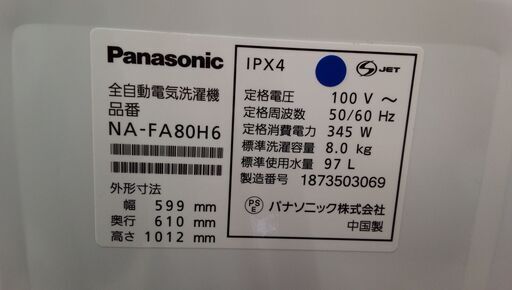 Panasonic
全自動電気洗濯機
品番
NA-FA80H6
外形寸法
幅 599 mm
奥行 610 mm
高さ 1012 mm
IPX4
S JET
定格電圧 100 V ～
定格周波数 50/60 Hz
定格消費電力 345 W
標準洗濯容量 8.0 kg
標準使用水量 97 L
製造番号 1873503069
PSE パナソニック株式会社
中国製